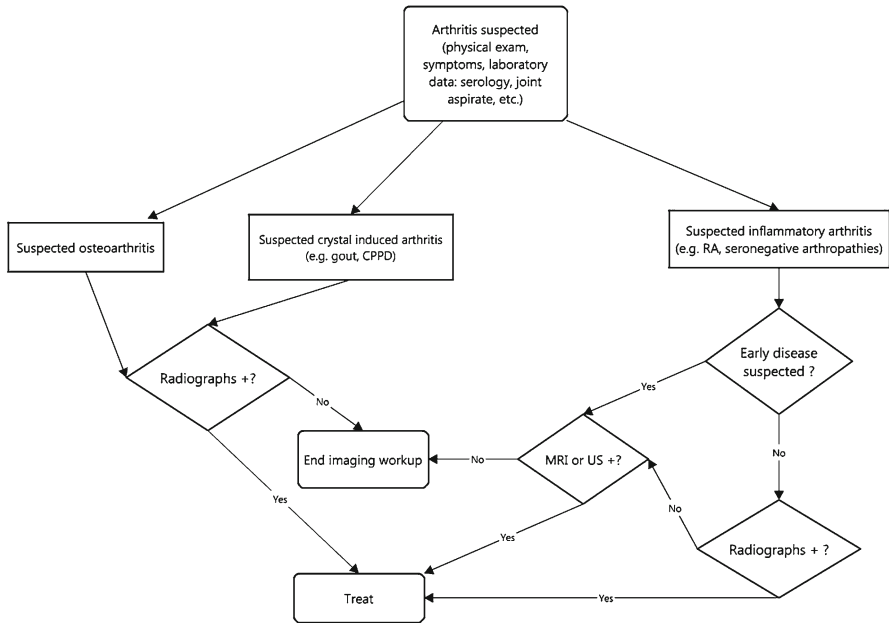 Arthritis suspected
(physical exam,
symptoms, laboratory
data: serology, joint
aspirate, etc.)
Suspected osteoarthritis
Suspected crystal induced arthritis
(e.g. gout, CPPD)
Suspected inflammatory arthritis
(e.g. RA, seronegative arthropathies)
Early disease
suspected ?
Radiographs +?
Yes
No
End imaging workup
No
MRI or US +?
No
Yes
No
Yes
Radiographs + ?
Treat
Yes